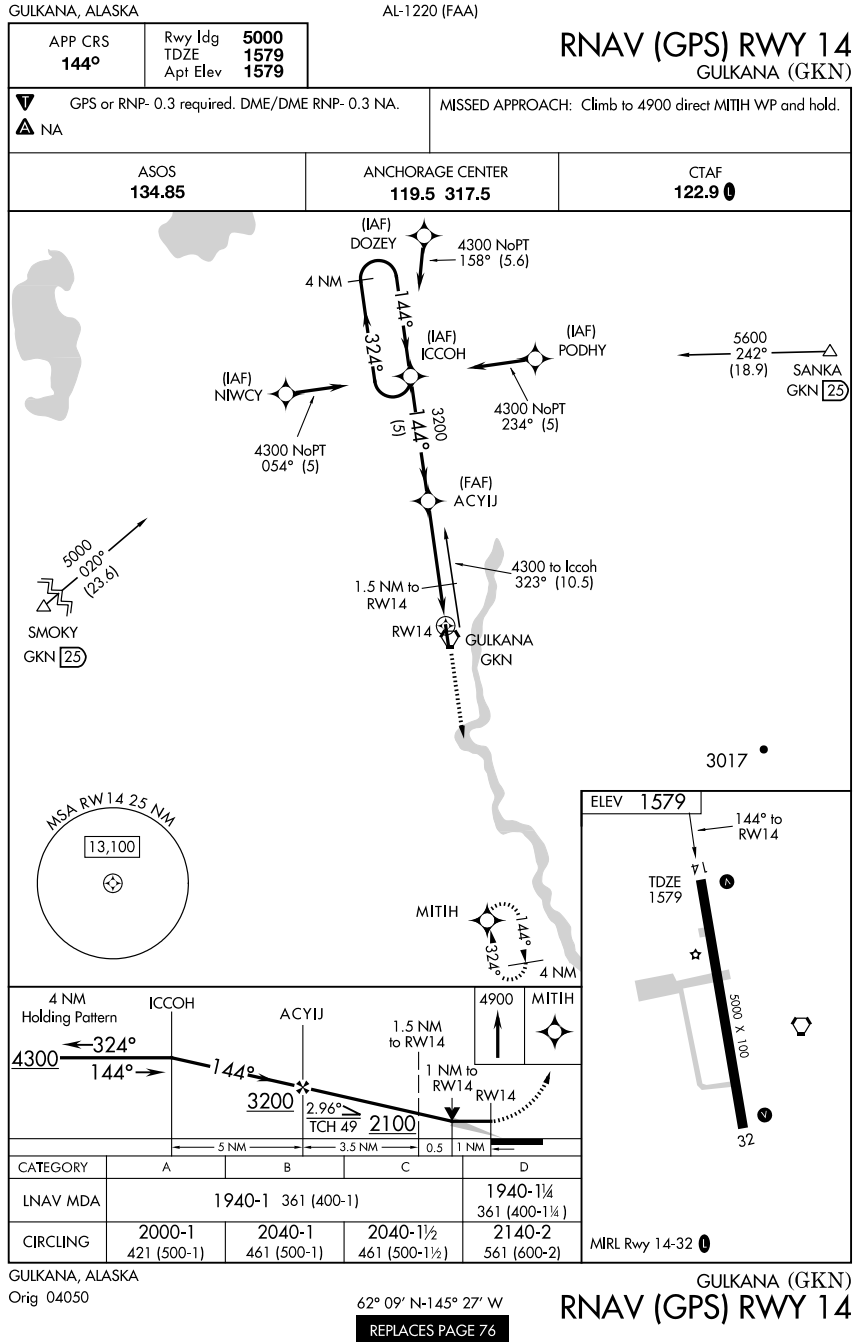 GULKANA, ALASKA
AL-1220 (FAA)
APP CRS
144°
Rwy ldg 5000
TDZE 1579
Apt Elev 1579
RNAV (GPS) RWY 14
GULKANA (GKN)
T
A NA
GPS or RNP- 0.3 required. DME/DME RNP- 0.3 NA.
MISSED APPROACH: Climb to 4900 direct MITIH WP and hold.
ASOS
134.85
ANCHORAGE CENTER
119.5 317.5
CTAF
122.9 L
(IAF)
DOZEY
4300 NoPT
158° (5.6)
4 NM
144°
324°
(IAF)
ICCOH
(IAF)
PODHY
4300 NoPT
234° (5)
5600
242°
(18.9)
SANKA
GKN 25
(IAF)
NIWCY
4300 NoPT
054° (5)
3200
144°
(5)
(FAF)
ACYIJ
5000
020°
(23.6)
SMOKY
GKN 25
4300 to Iccoh
323° (10.5)
1.5 NM to
RW14
RW14
GULKANA
GKN
3017
MSA RW14 25 NM
13,100
MITIH
144°
324°
4 NM
ELEV 1579
144° to
RW14
14
TDZE
1579
V
5000 X 100
V
32
MIRL Rwy 14-32 L
4 NM
Holding Pattern
ICCOH
ACYIJ
1.5 NM
to RW14
4900
MITIH
324°
4300
144°
144°
1 NM to
RW14
RW14
3200
2.96°
TCH 49
2100
5 NM
3.5 NM
0.5
1 NM
CATEGORY A B C D
LNAV MDA 1940-1 361 (400-1) 1940-1¼
361 (400-1¼)
CIRCLING 2000-1 2040-1 2040-1½ 2140-2
421 (500-1) 461 (500-1) 461 (500-1½) 561 (600-2)
GULKANA, ALASKA
Orig 04050
62° 09′ N-145° 27′ W
REPLACES PAGE 76
GULKANA (GKN)
RNAV (GPS) RWY 14